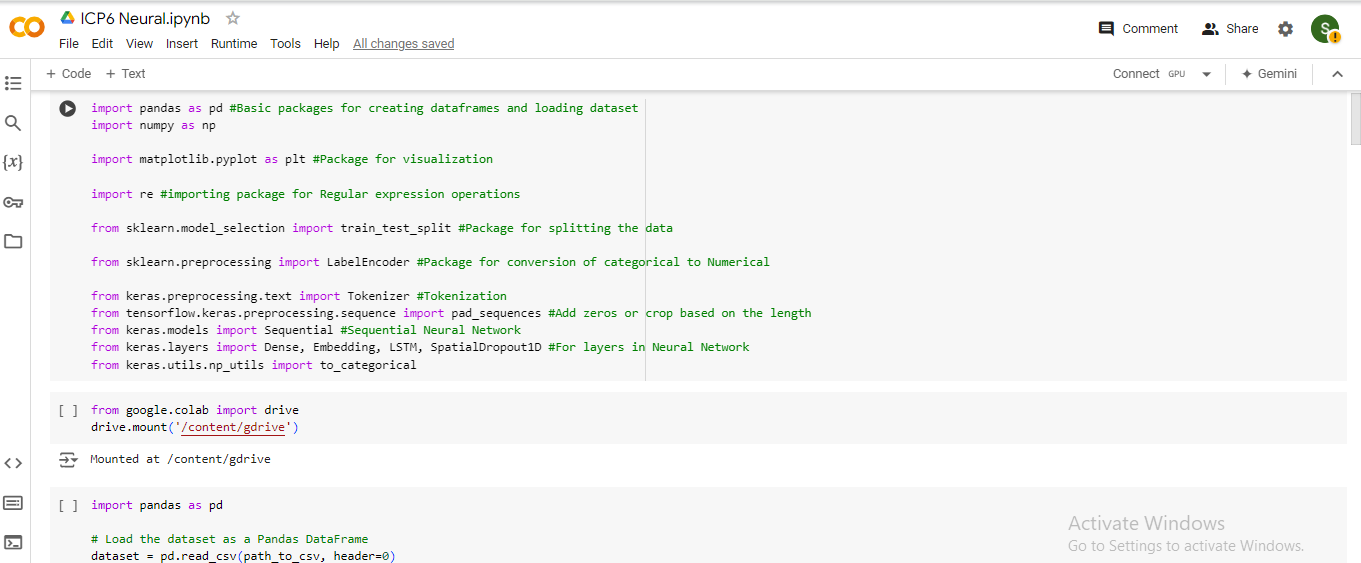 ICP6 Neural.ipynb
File Edit View Insert Runtime Tools Help All changes saved
Comment Share S
+ Code + Text Connect GPU Gemini
import pandas as pd #Basic packages for creating dataframes and loading dataset
import numpy as np
import matplotlib.pyplot as plt #Package for visualization
import re #importing package for Regular expression operations
from sklearn.model_selection import train_test_split #Package for splitting the data
from sklearn.preprocessing import LabelEncoder #Package for conversion of categorical to Numerical
from keras.preprocessing.text import Tokenizer #Tokenization
from tensorflow.keras.preprocessing.sequence import pad_sequences #Add zeros or crop based on the length
from keras.models import Sequential #Sequential Neural Network
from keras.layers import Dense, Embedding, LSTM, SpatialDropout1D #For layers in Neural Network
from keras.utils.np_utils import to_categorical
[ ] from google.colab import drive
drive.mount('/content/gdrive')
Mounted at /content/gdrive
[ ] import pandas as pd
# Load the dataset as a Pandas DataFrame
dataset = pd.read_csv(path_to_csv, header=0)
Activate Windows
Go to Settings to activate Windows.